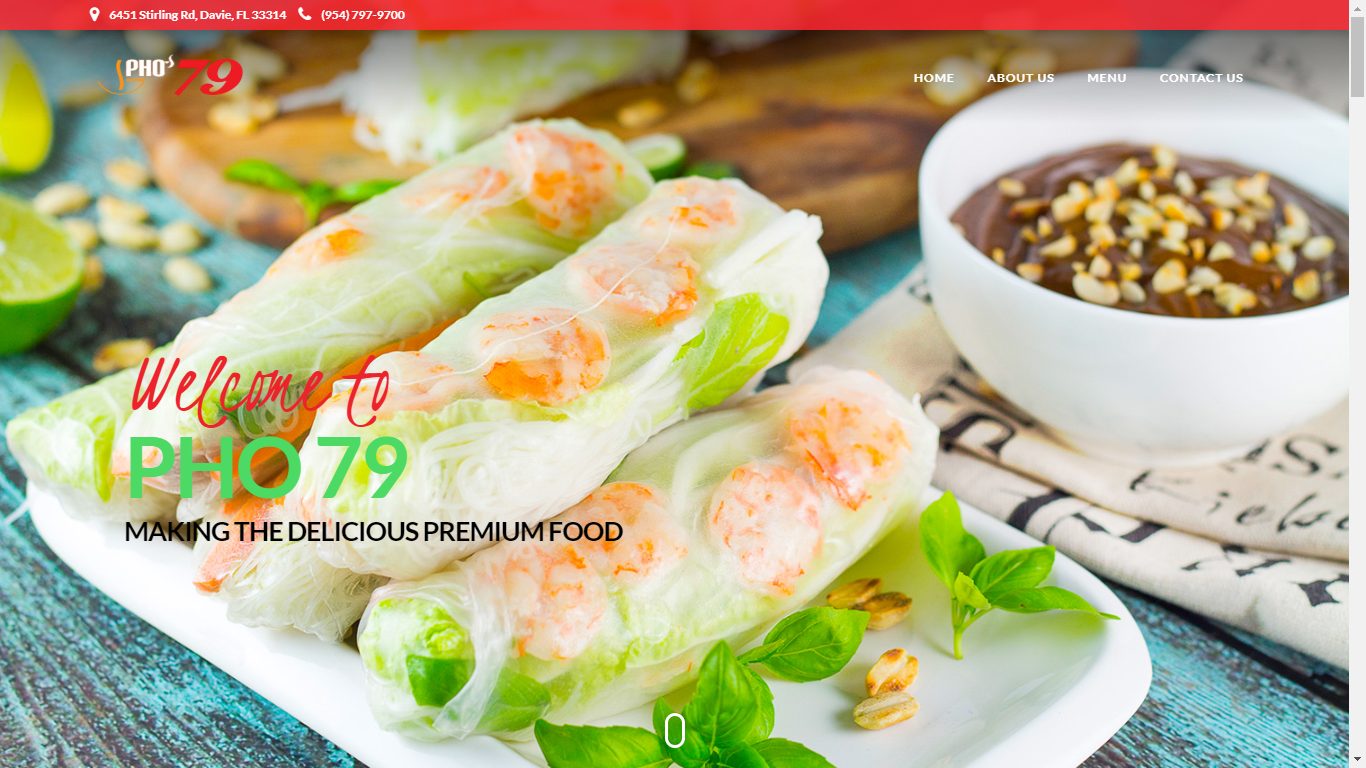 6451 Stirling Rd, Davie, FL 33314 (954) 797-9700
PHO's 79
HOME ABOUT US MENU CONTACT US
Welcome to
PHO 79
MAKING THE DELICIOUS PREMIUM FOOD